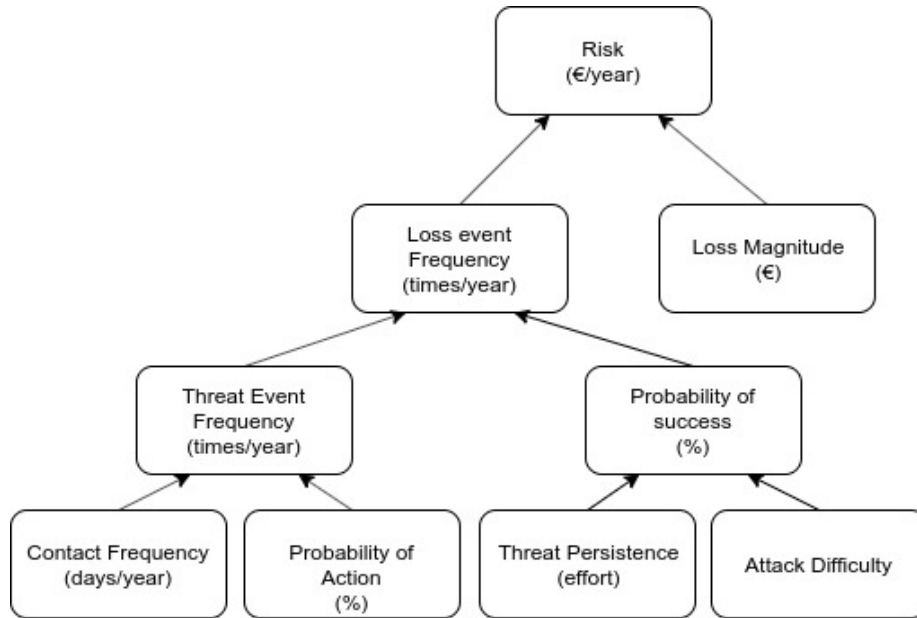 Risk
(€/year)
Loss event
Frequency
(times/year)
Loss Magnitude
(€)
Threat Event
Frequency
(times/year)
Probability of
success
(%)
Contact Frequency
(days/year)
Probability of
Action
(%)
Threat Persistence
(effort)
Attack Difficulty